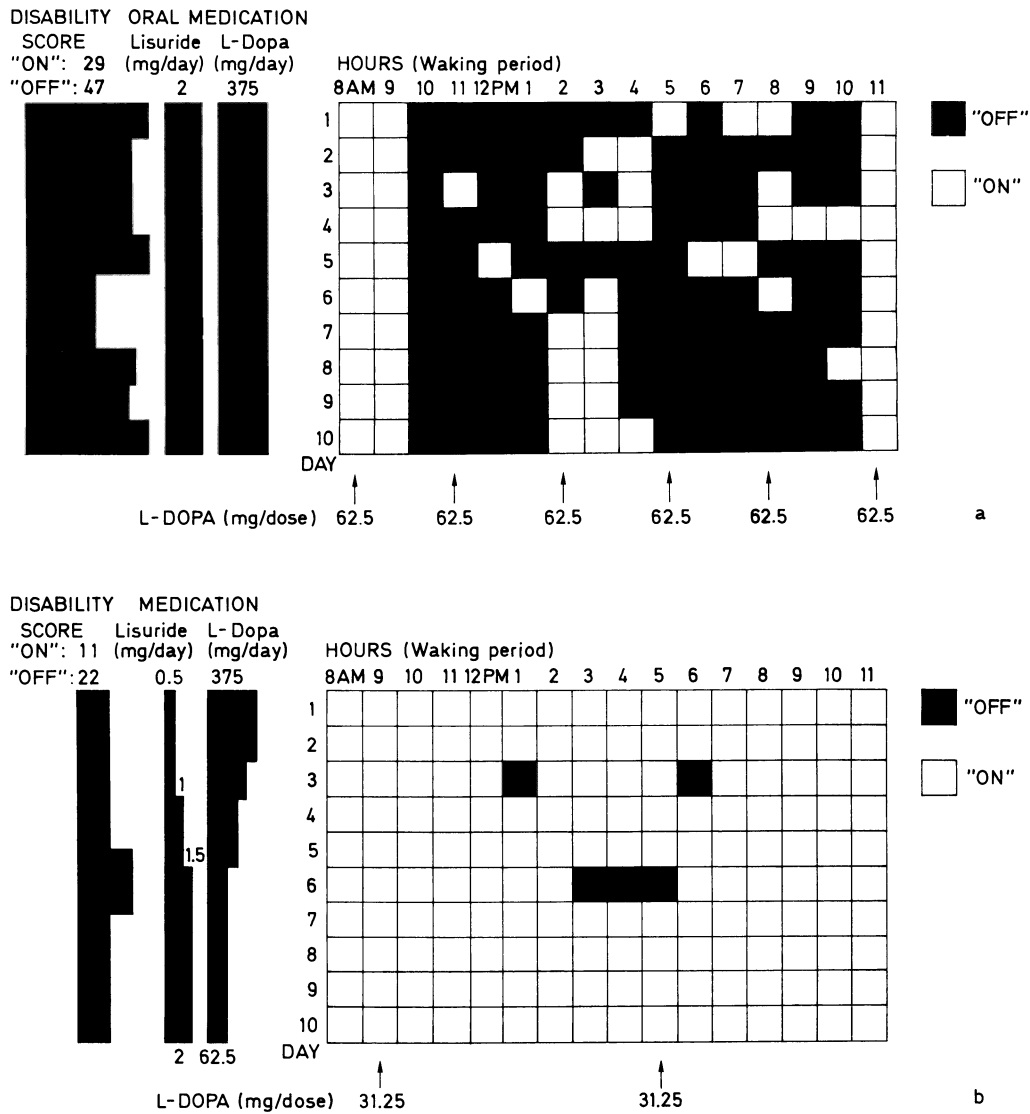 DISABILITY ORAL MEDICATION
SCORE Lisuride L-Dopa
"ON": 29 (mg/day) (mg/day) HOURS (Waking period)
"OFF": 47 2 375 8AM 9 10 11 12PM 1 2 3 4 5 6 7 8 9 10 11
1 "OFF"
2 "ON"
3
4
5
6
7
8
9
10
DAY
L-DOPA (mg/dose) 62.5 62.5 62.5 62.5 62.5 62.5 a
DISABILITY MEDICATION
SCORE Lisuride L-Dopa
"ON": 11 (mg/day) (mg/day) HOURS (Waking period)
"OFF": 22 0.5 375 8AM 9 10 11 12PM 1 2 3 4 5 6 7 8 9 10 11
1 "OFF"
2
1 3 "ON"
4
1.5 5
6
7
8
9
10
2 62.5 DAY
L-DOPA (mg/dose) 31.25 31.25 b